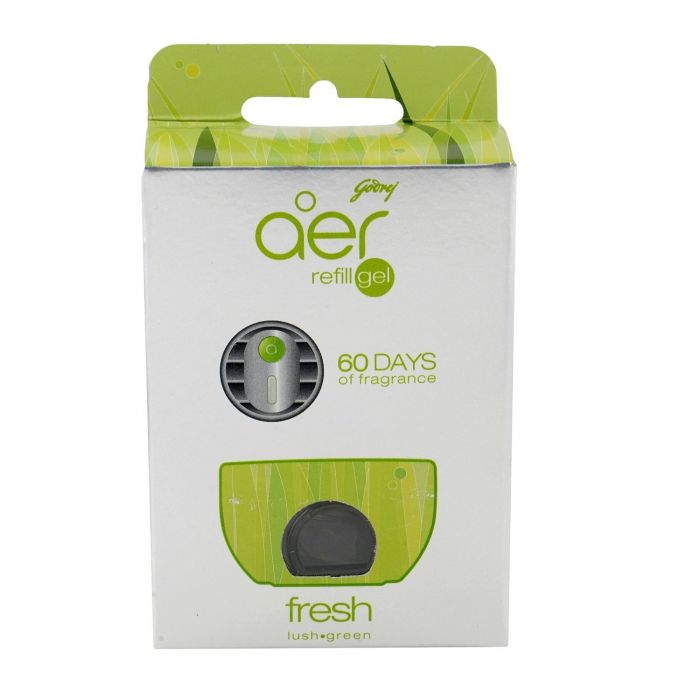 Godrej
aer
refill gel
60 DAYS
of fragrance
fresh
lush•green